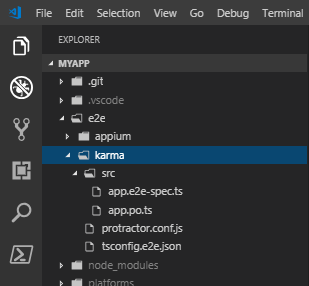 File Edit Selection View Go Debug Terminal
EXPLORER
MYAPP
.git
.vscode
e2e
appium
karma
src
app.e2e-spec.ts
app.po.ts
protractor.conf.js
tsconfig.e2e.json
node_modules
platforms